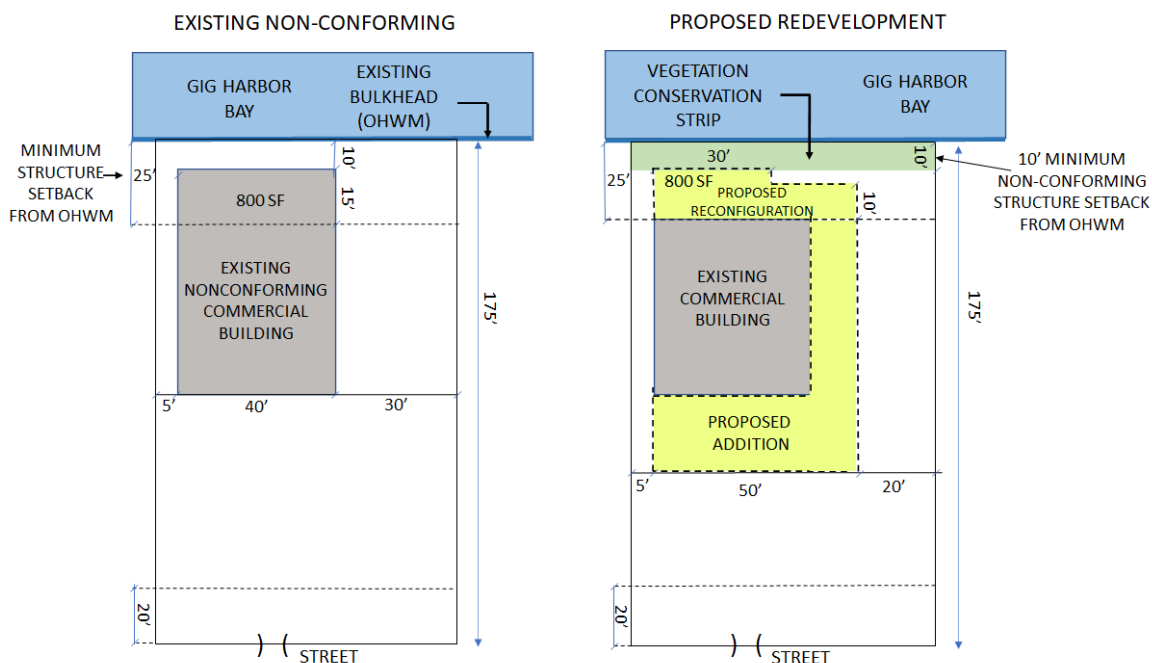 EXISTING NON-CONFORMING
GIG HARBOR
BAY
EXISTING
BULKHEAD
(OHWM)
MINIMUM
STRUCTURE
SETBACK
FROM OHWM
25’
10’
15’
800 SF
EXISTING
NONCONFORMING
COMMERCIAL
BUILDING
175’
5’
40’
30’
20’
) (
STREET
PROPOSED REDEVELOPMENT
VEGETATION
CONSERVATION
STRIP
GIG HARBOR
BAY
30’
10’
10’ MINIMUM
NON-CONFORMING
STRUCTURE SETBACK
FROM OHWM
25’
800 SF
PROPOSED
RECONFIGURATION
10’
EXISTING
COMMERCIAL
BUILDING
175’
PROPOSED
ADDITION
5’
50’
20’
20’
) (
STREET